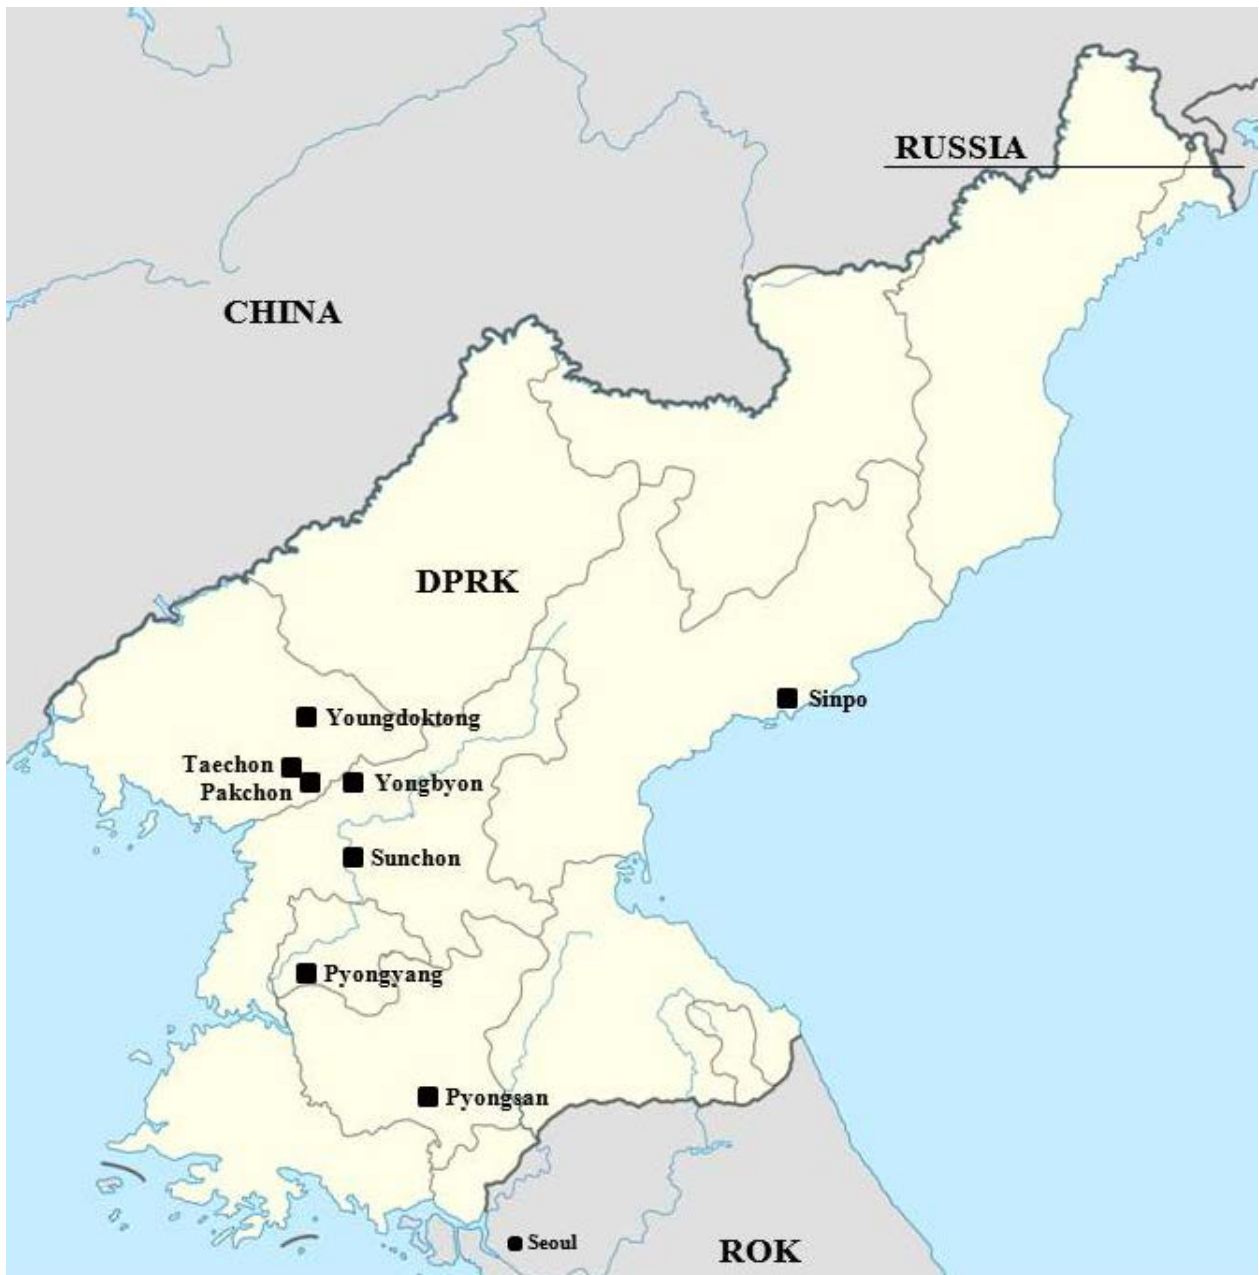 RUSSIA
CHINA
DPRK
Sinpo
Youngdoktong
Taechon
Pakchon
Yongbyon
Sunchon
Pyongyang
Pyongsan
Seoul
ROK